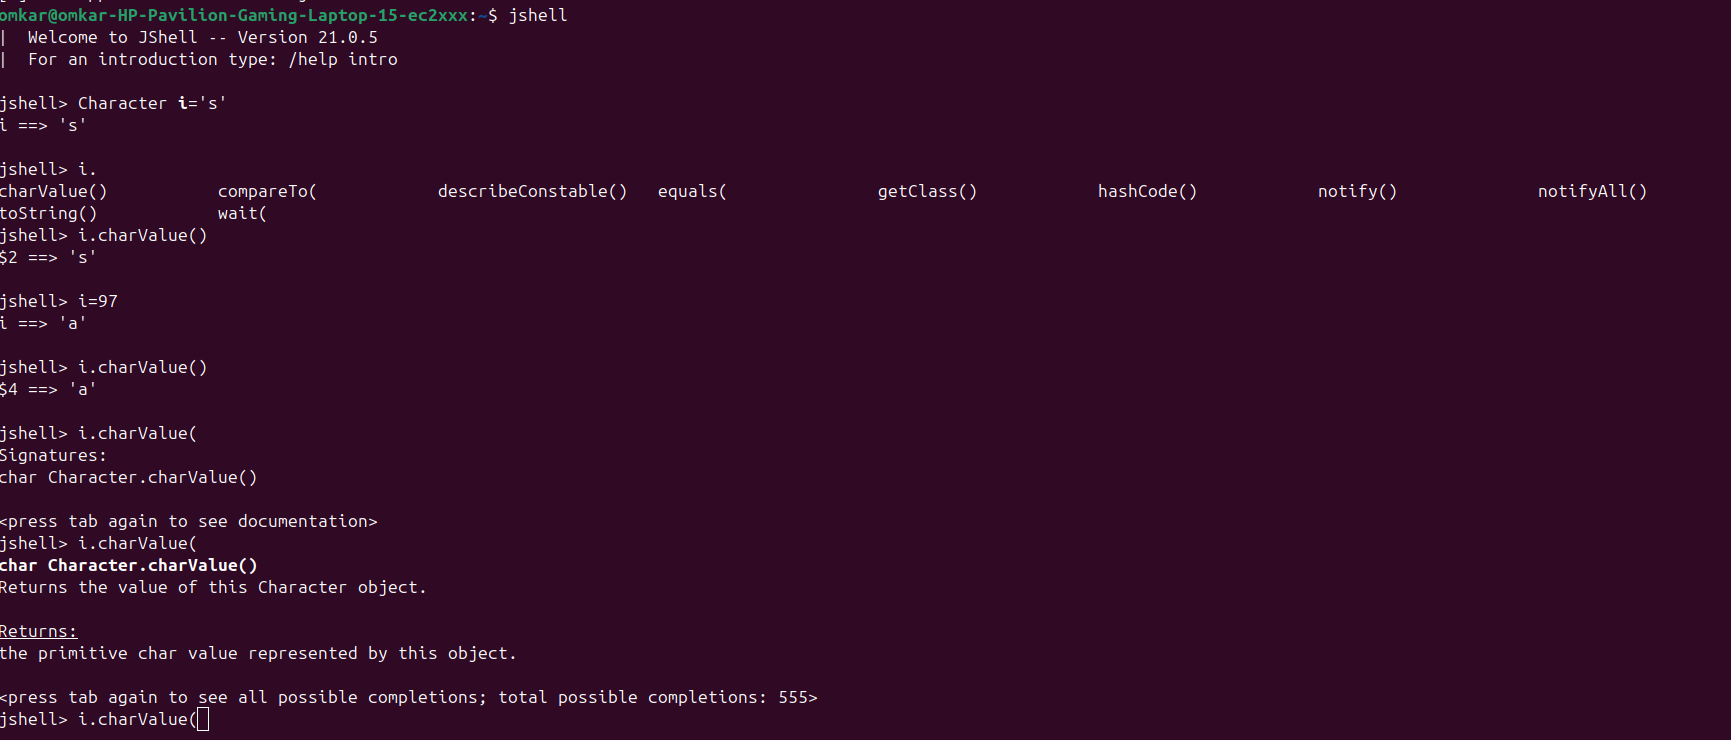 omkar@omkar-HP-Pavilion-Gaming-Laptop-15-ec2xxx:~$ jshell
|  Welcome to JShell -- Version 21.0.5
|  For an introduction type: /help intro
jshell> Character i='s'
i ==> 's'
jshell> i.
charValue()           compareTo(            describeConstable()   equals(               getClass()            hashCode()            notify()              notifyAll()
toString()            wait(
jshell> i.charValue()
$2 ==> 's'
jshell> i=97
i ==> 'a'
jshell> i.charValue()
$4 ==> 'a'
jshell> i.charValue(
Signatures:
char Character.charValue()
<press tab again to see documentation>
jshell> i.charValue(
char Character.charValue()
Returns the value of this Character object.
Returns:
the primitive char value represented by this object.
<press tab again to see all possible completions; total possible completions: 555>
jshell> i.charValue(